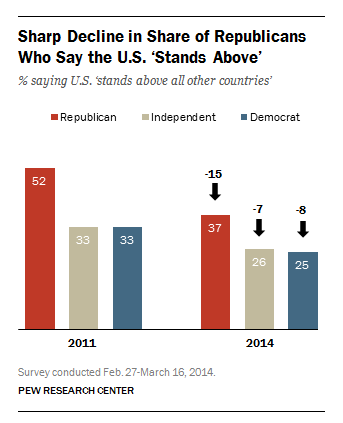 Sharp Decline in Share of Republicans
Who Say the U.S. ‘Stands Above’
% saying U.S. ‘stands above all other countries’
Republican Independent Democrat
52
33
33
-15
37
-7
26
-8
25
2011
2014
Survey conducted Feb. 27-March 16, 2014.
PEW RESEARCH CENTER